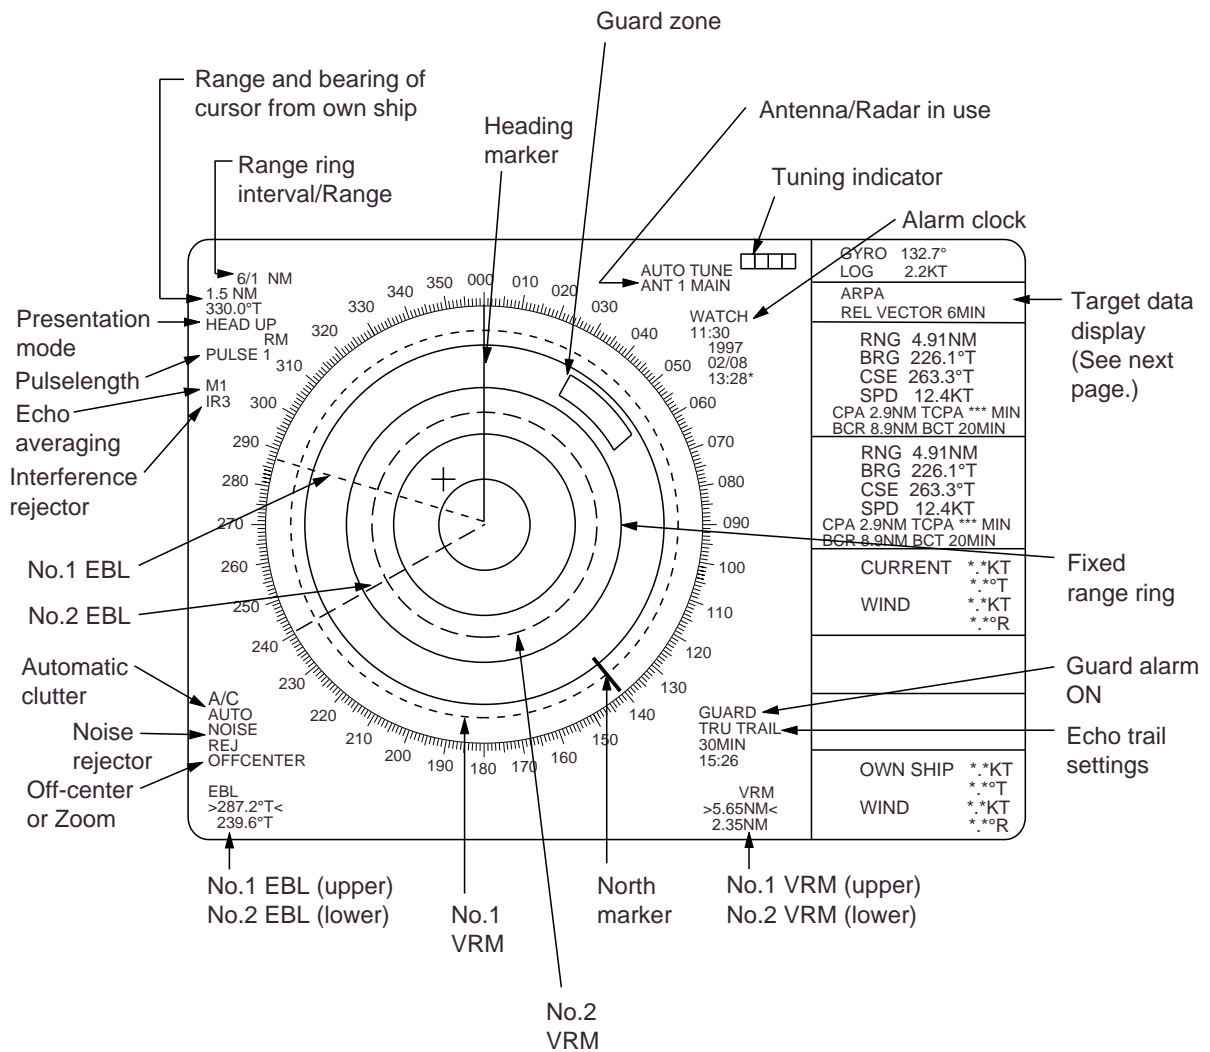 Guard zone
Range and bearing of
cursor from own ship
Antenna/Radar in use
Heading
marker
Range ring
interval/Range
Tuning indicator
Alarm clock
6/1 NM
1.5 NM
330.0°T
HEAD UP
RM
PULSE 1
M1
IR3
Presentation
mode
Pulselength
Echo
averaging
Interference
rejector
No.1 EBL
No.2 EBL
Automatic
clutter
Noise
rejector
Off-center
or Zoom
A/C
AUTO
NOISE
REJ
OFFCENTER
EBL
>287.2°T<
239.6°T
000
010
020
030
040
050
060
070
080
090
100
110
120
130
140
150
160
170
180
190
200
210
220
230
240
250
260
270
280
290
300
310
320
330
340
350
AUTO TUNE
ANT 1 MAIN
WATCH
11:30
1997
02/08
13:28*
GUARD
TRU TRAIL
30MIN
15:26
VRM
>5.65NM<
2.35NM
GYRO 132.7°
LOG 2.2KT
ARPA
REL VECTOR 6MIN
RNG 4.91NM
BRG 226.1°T
CSE 263.3°T
SPD 12.4KT
CPA 2.9NM TCPA *** MIN
BCR 8.9NM BCT 20MIN
RNG 4.91NM
BRG 226.1°T
CSE 263.3°T
SPD 12.4KT
CPA 2.9NM TCPA *** MIN
BCR 8.9NM BCT 20MIN
CURRENT *.*KT
*.*°T
WIND *.*KT
*.*°R
OWN SHIP *.*KT
*.*°T
WIND *.*KT
*.*°R
Target data
display
(See next
page.)
Fixed
range ring
Guard alarm
ON
Echo trail
settings
No.1 EBL (upper)
No.2 EBL (lower)
No.1
VRM
North
marker
No.1 VRM (upper)
No.2 VRM (lower)
No.2
VRM